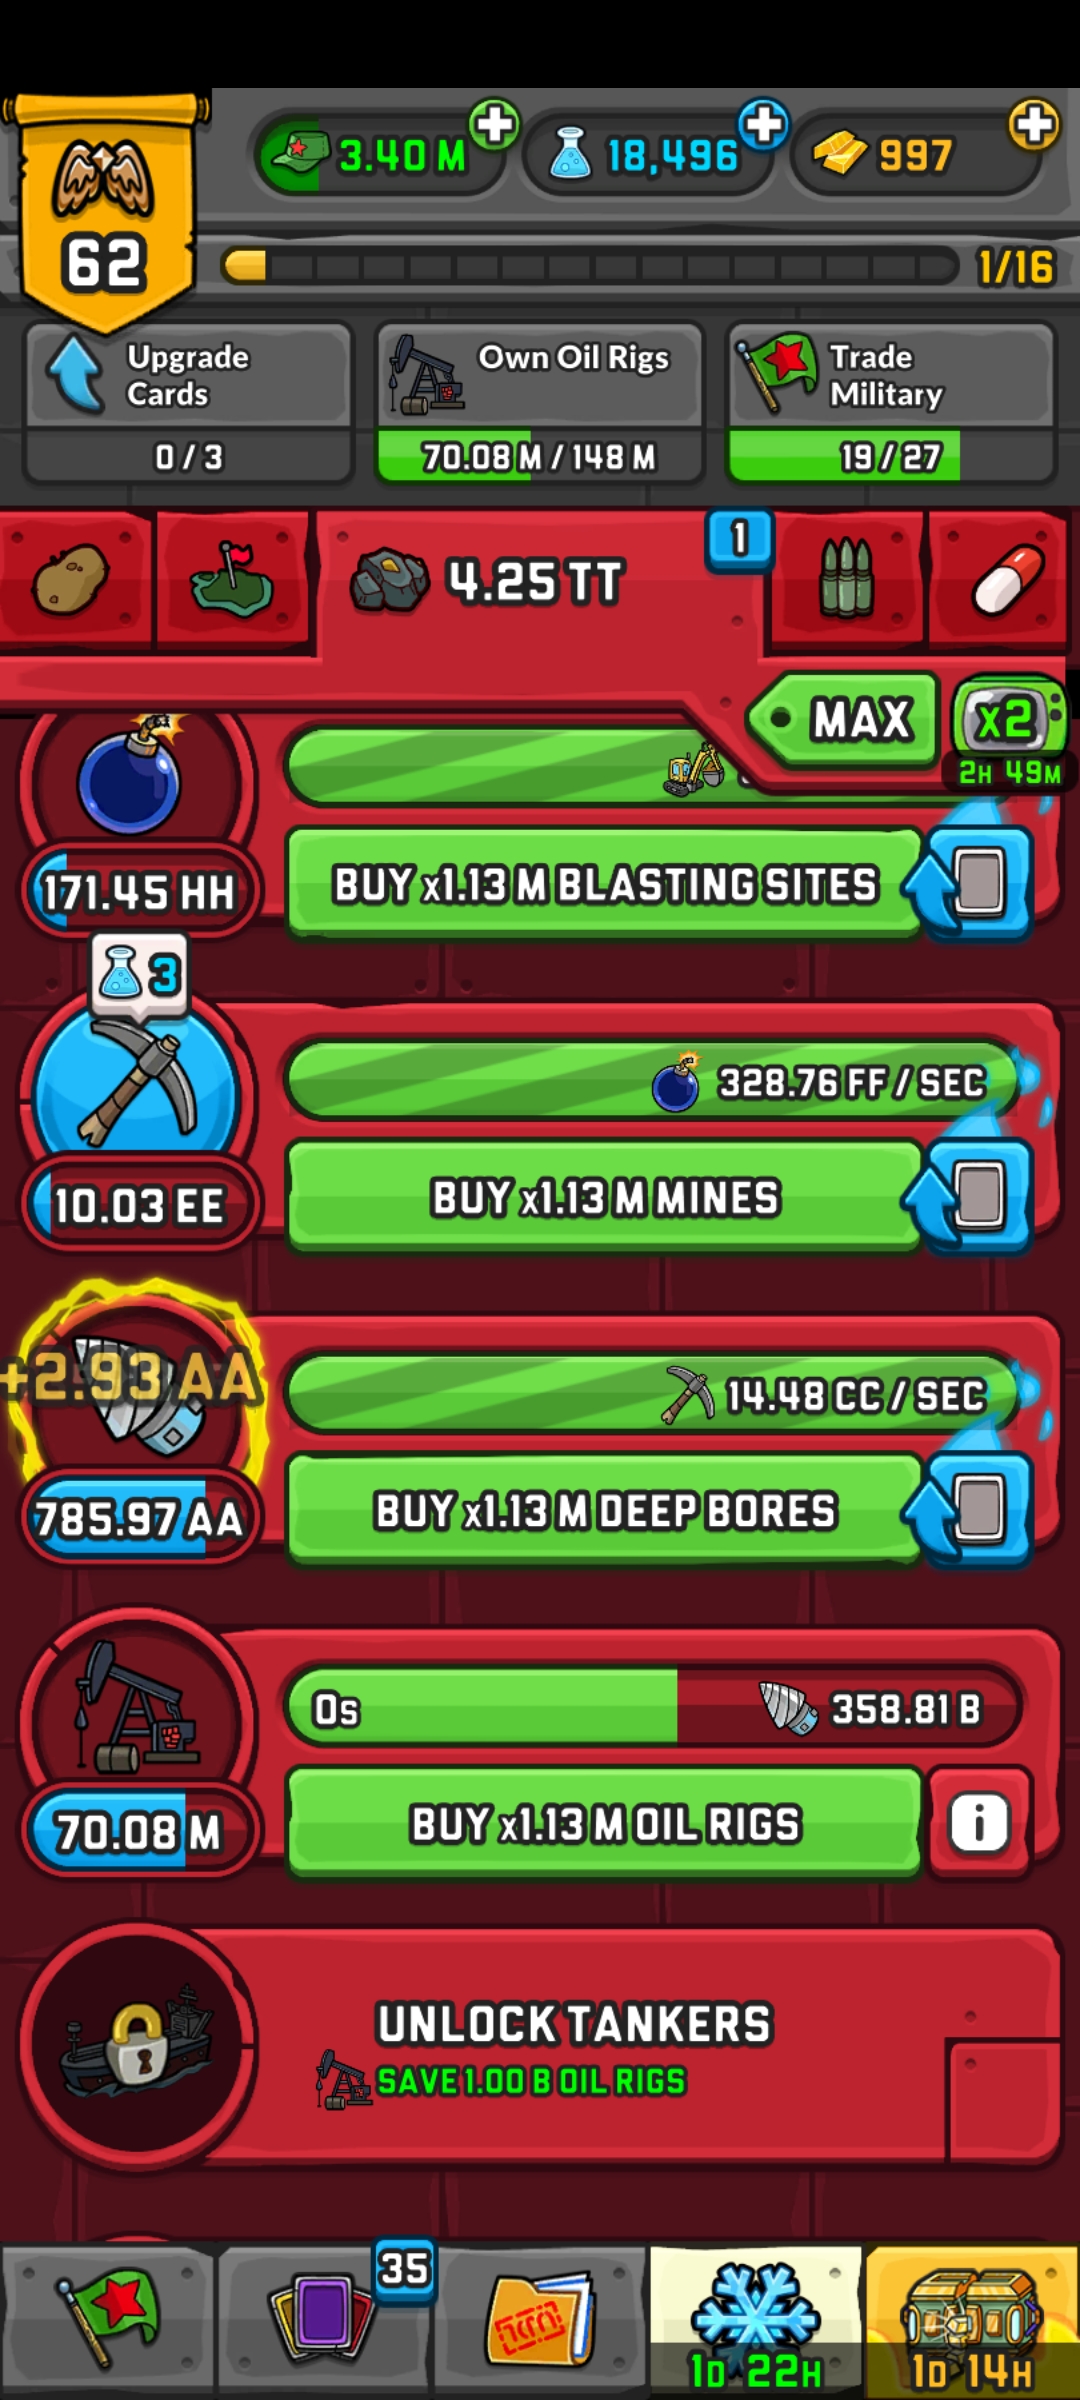 62
3.40 M
18,496
997
1/16
Upgrade
Cards
0 / 3
Own Oil Rigs
70.08 M / 148 M
Trade
Military
19 / 27
4.25 TT
1
MAX
x2
2H 49M
171.45 HH
BUY x1.13 M BLASTING SITES
3
328.76 FF / SEC
10.03 EE
BUY x1.13 M MINES
+2.93 AA
14.48 CC / SEC
785.97 AA
BUY x1.13 M DEEP BORES
0s
358.81 B
70.08 M
BUY x1.13 M OIL RIGS
i
UNLOCK TANKERS
SAVE 1.00 B OIL RIGS
35
1D 22H
1D 14H